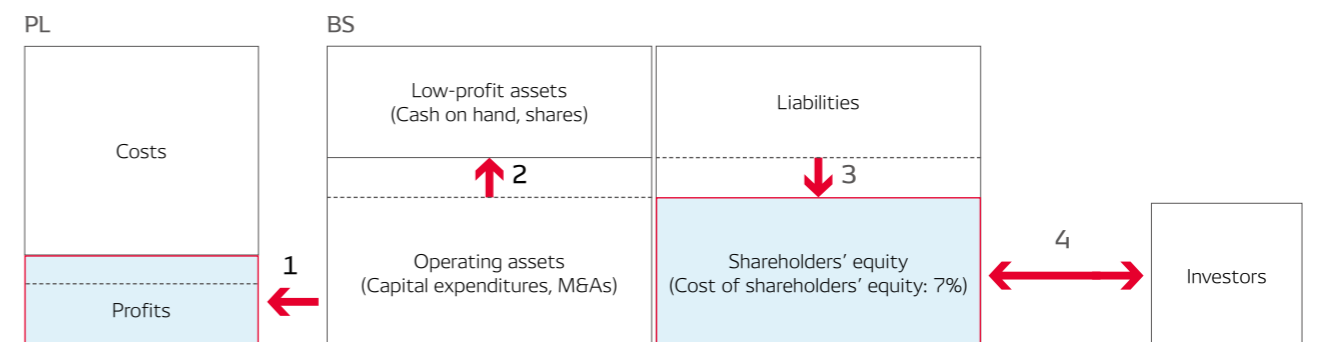 PL
BS
Costs
Profits
1
Low-profit assets
(Cash on hand, shares)
2
Operating assets
(Capital expenditures, M&As)
Liabilities
3
Shareholders’ equity
(Cost of shareholders’ equity: 7%)
4
Investors